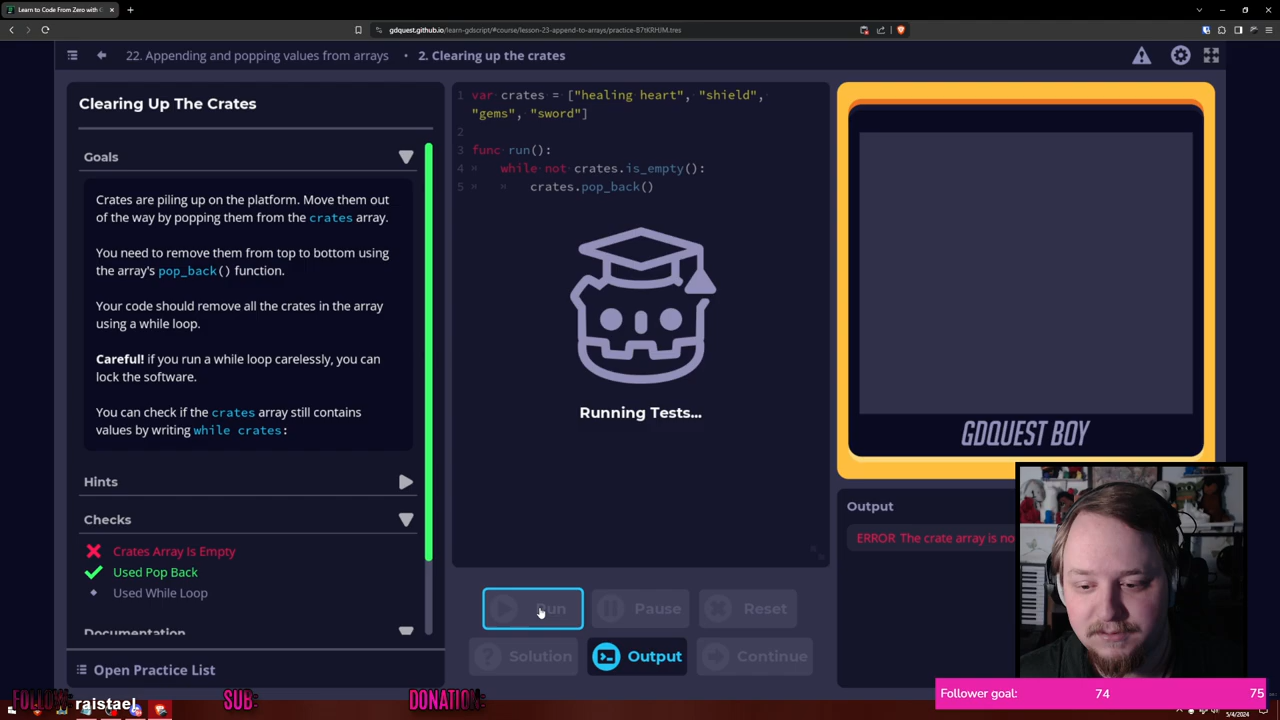 Learn to Code From Zero with
gdquest.github.io/learn-gdscript/#course/lesson-23-append-to-arrays/practice-87tKRH/M.tres
22. Appending and popping values from arrays • 2. Clearing up the crates
Clearing Up The Crates
Goals
Crates are piling up on the platform. Move them out
of the way by popping them from the crates array.
You need to remove them from top to bottom using
the array's pop_back() function.
Your code should remove all the crates in the array
using a while loop.
Careful! if you run a while loop carelessly, you can
lock the software.
You can check if the crates array still contains
values by writing while crates:
Hints
Checks
Crates Array Is Empty
Used Pop Back
Used While Loop
Documentation
Open Practice List
1 var crates = ["healing heart", "shield",
"gems", "sword"]
2
3 func run():
4 while not crates.is_empty():
5 crates.pop_back()
Running Tests...
Run
Pause
Reset
Solution
Output
Continue
GDQUEST BOY
Output
ERROR The crate array is no
FOLLOW: raistael
SUB:
DONATION:
Follower goal: 74 75
5/4/2024